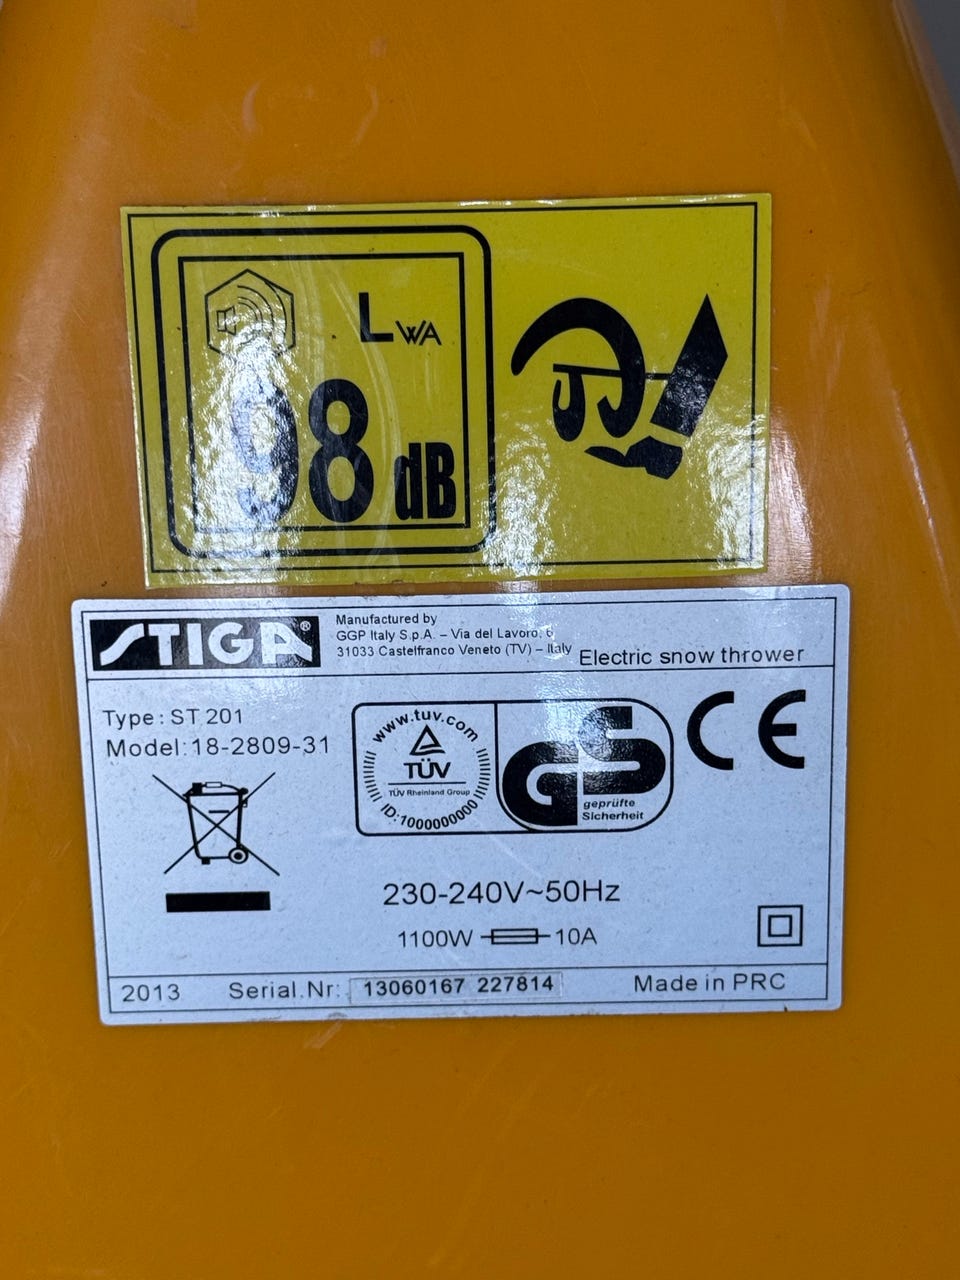 LWA
98 dB
STIGA®
Manufactured by
GGP Italy S.p.A. – Via del Lavoro, 6
31033 Castelfranco Veneto (TV) – Italy
Electric snow thrower
Type: ST 201
Model: 18-2809-31
www.tuv.com
TÜV
TÜV Rheinland Group
ID:1000000000
GS
geprüfte
Sicherheit
CE
230-240V~50Hz
1100W 10A
2013 Serial.Nr: 13060167 227814 Made in PRC